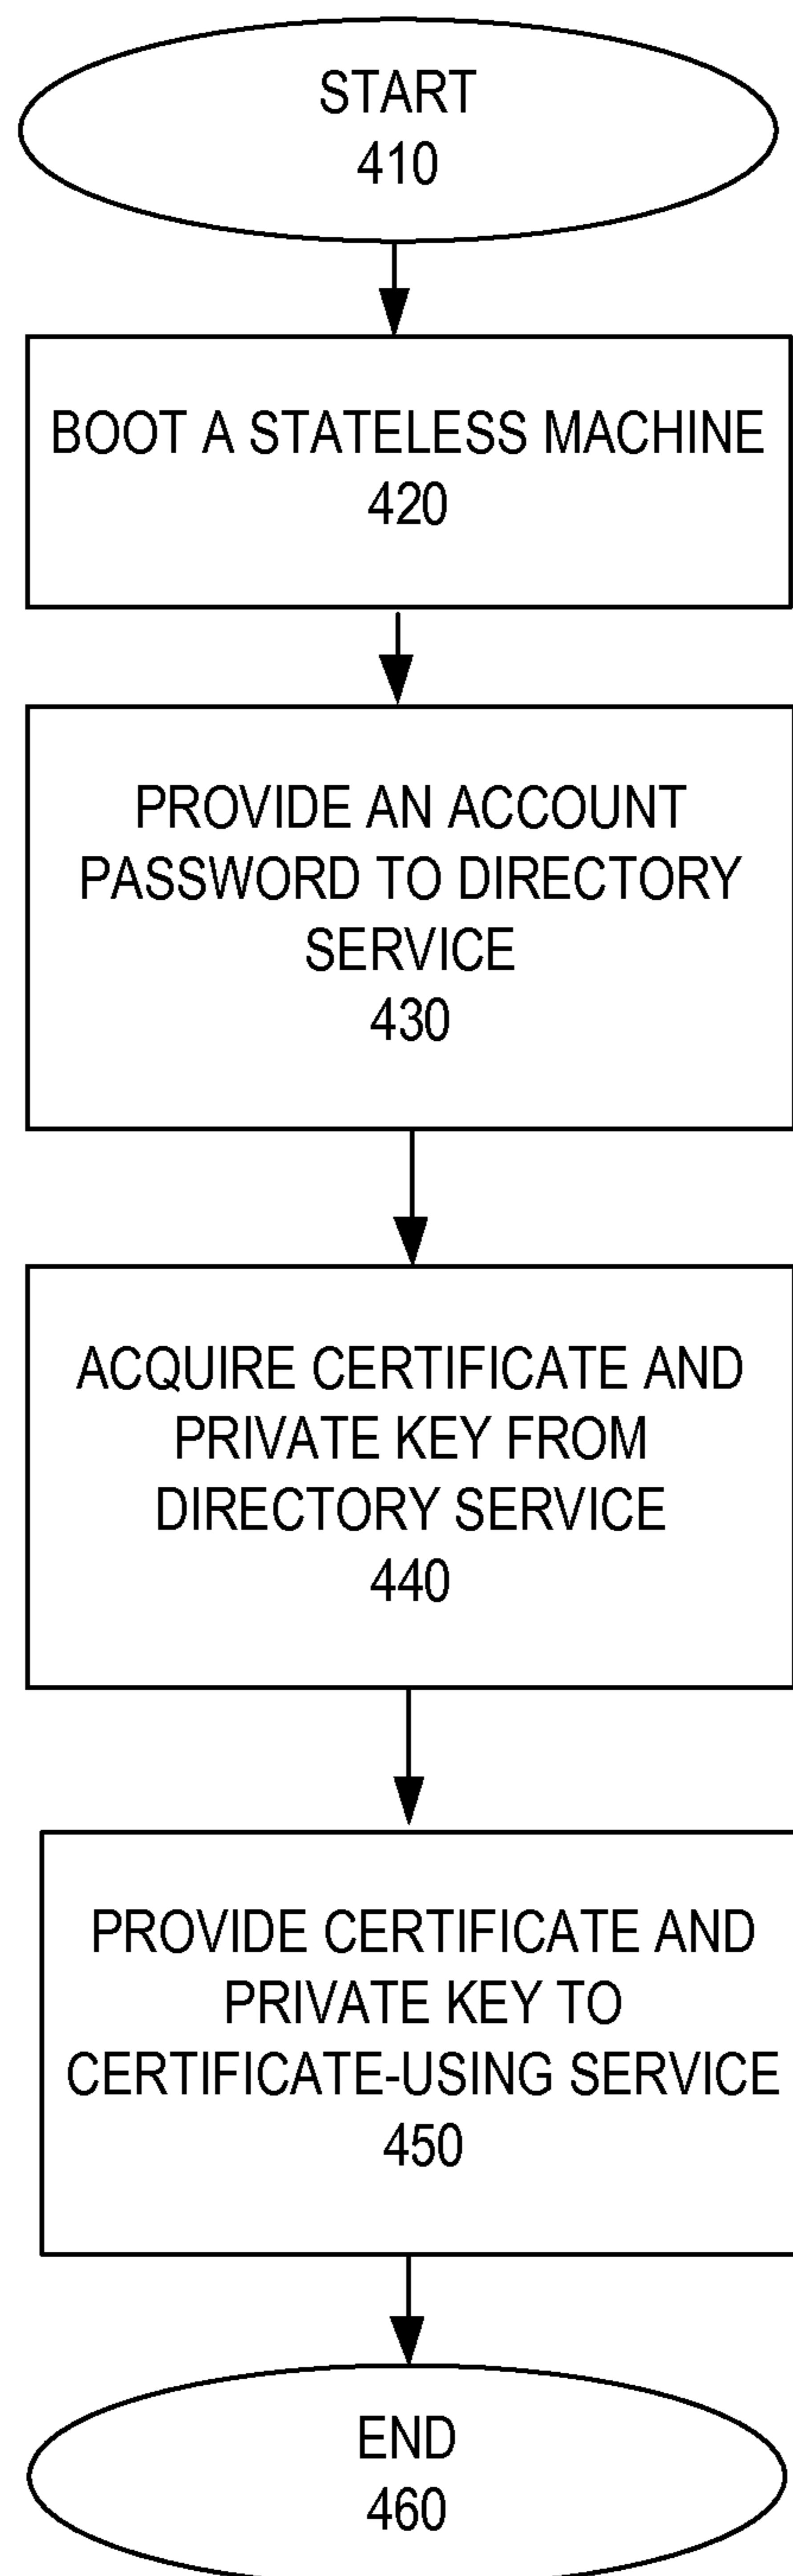 START
410
BOOT A STATELESS MACHINE
420
PROVIDE AN ACCOUNT
PASSWORD TO DIRECTORY
SERVICE
430
ACQUIRE CERTIFICATE AND
PRIVATE KEY FROM
DIRECTORY SERVICE
440
PROVIDE CERTIFICATE AND
PRIVATE KEY TO
CERTIFICATE-USING SERVICE
450
END
460